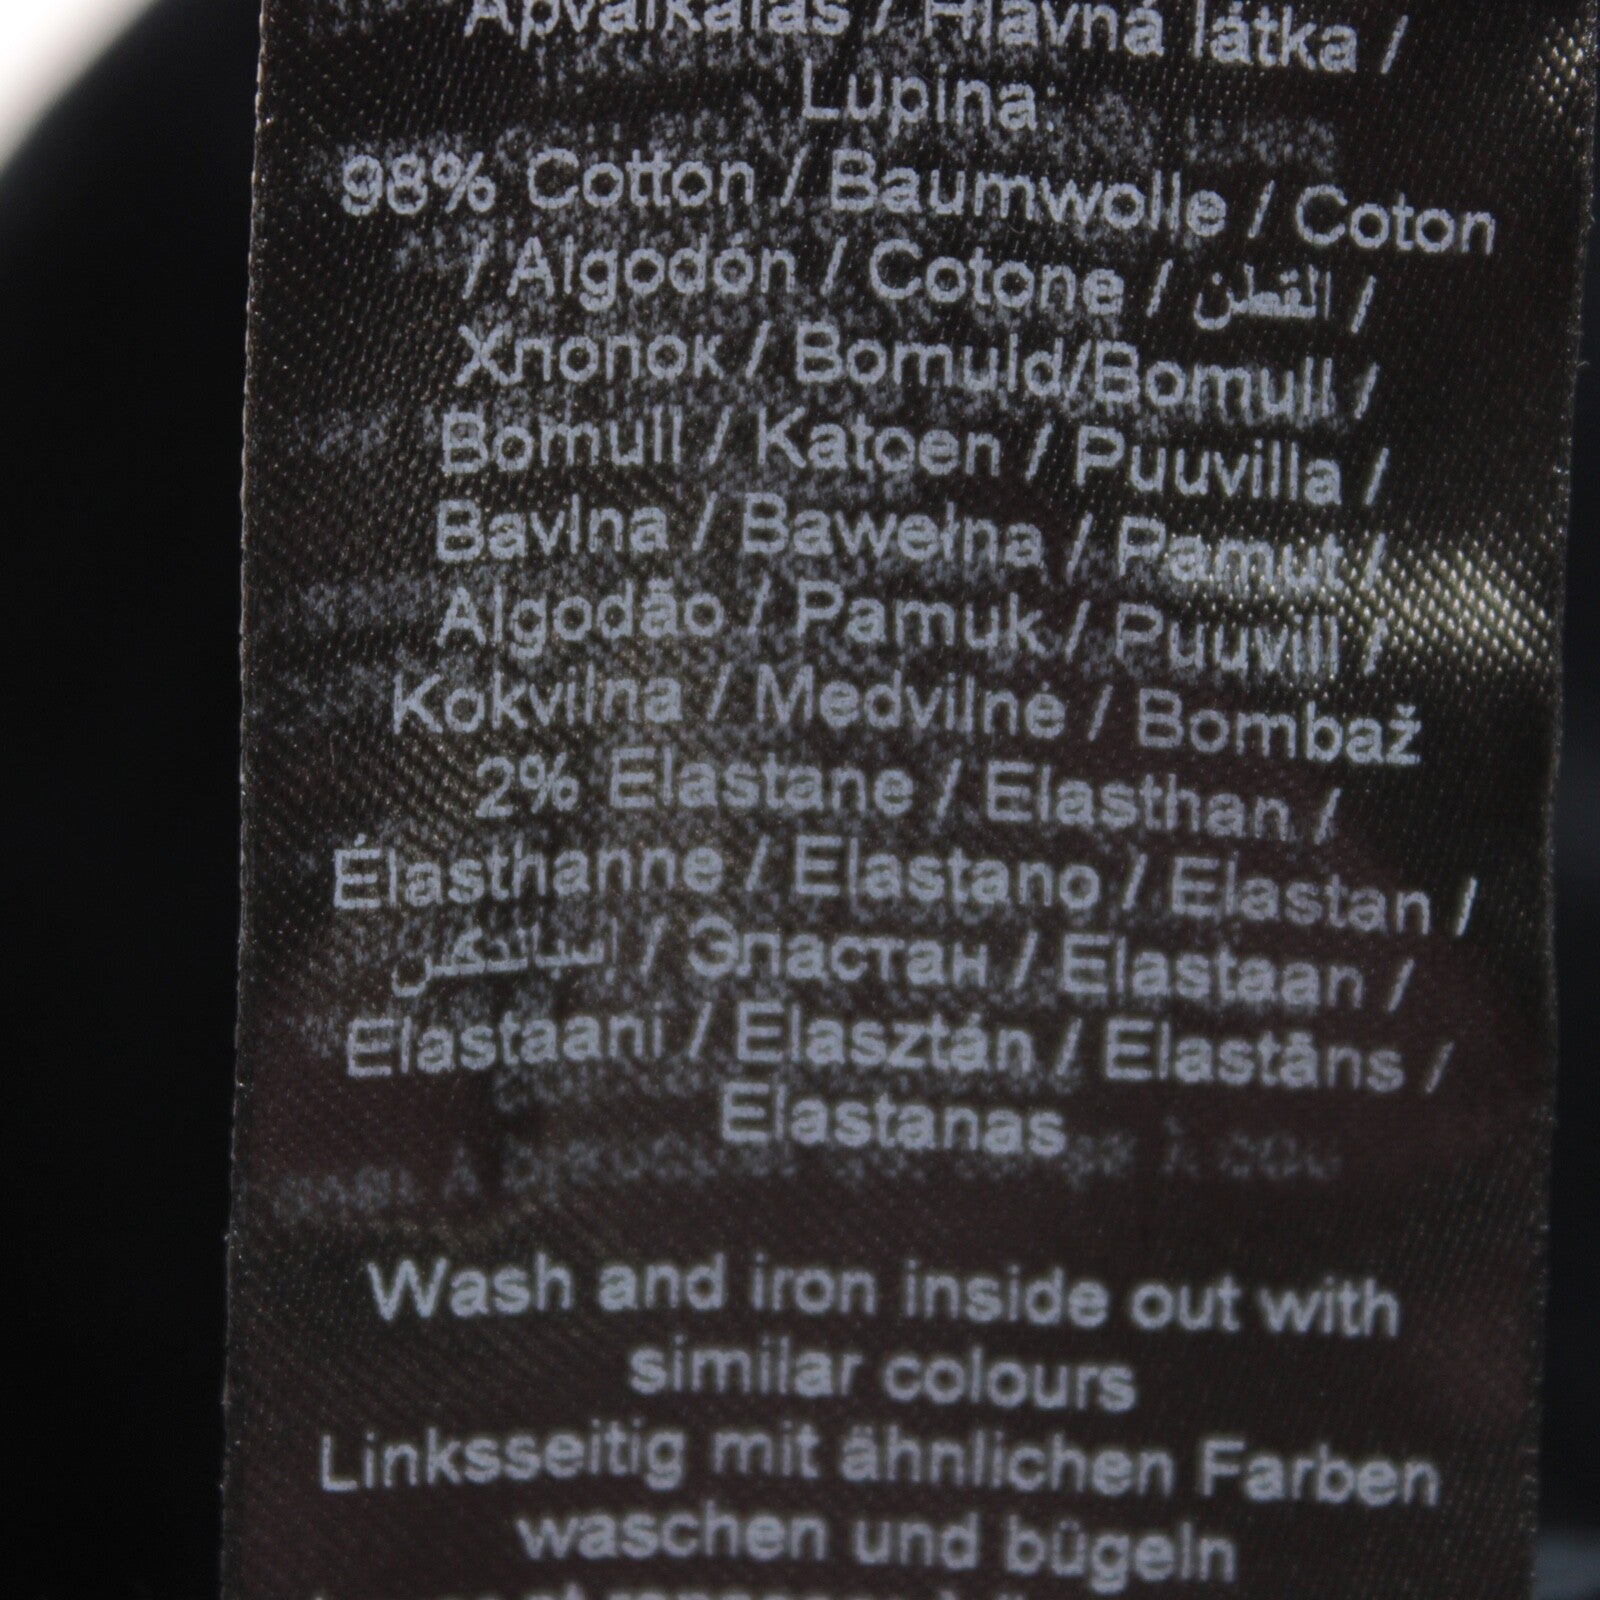 Apvalkalas / Hlavná látka /
Lupina:
98% Cotton / Baumwolle / Coton
/ Algodón / Cotone / القطن /
Хлопок / Bomuld/Bomull /
Bomull / Katoen / Puuvilla /
Bavlna / Bawełna / Pamut /
Algodão / Pamuk / Puuvill /
Kokvilna / Medvilnė / Bombaž
2% Elastane / Elasthan /
Élasthanne / Elastano / Elastan /
اسباندكس / Эластан / Elastaan /
Elastaani / Elasztán / Elastāns /
Elastanas
Wash and iron inside out with
similar colours
Linksseitig mit ähnlichen Farben
waschen und bügeln